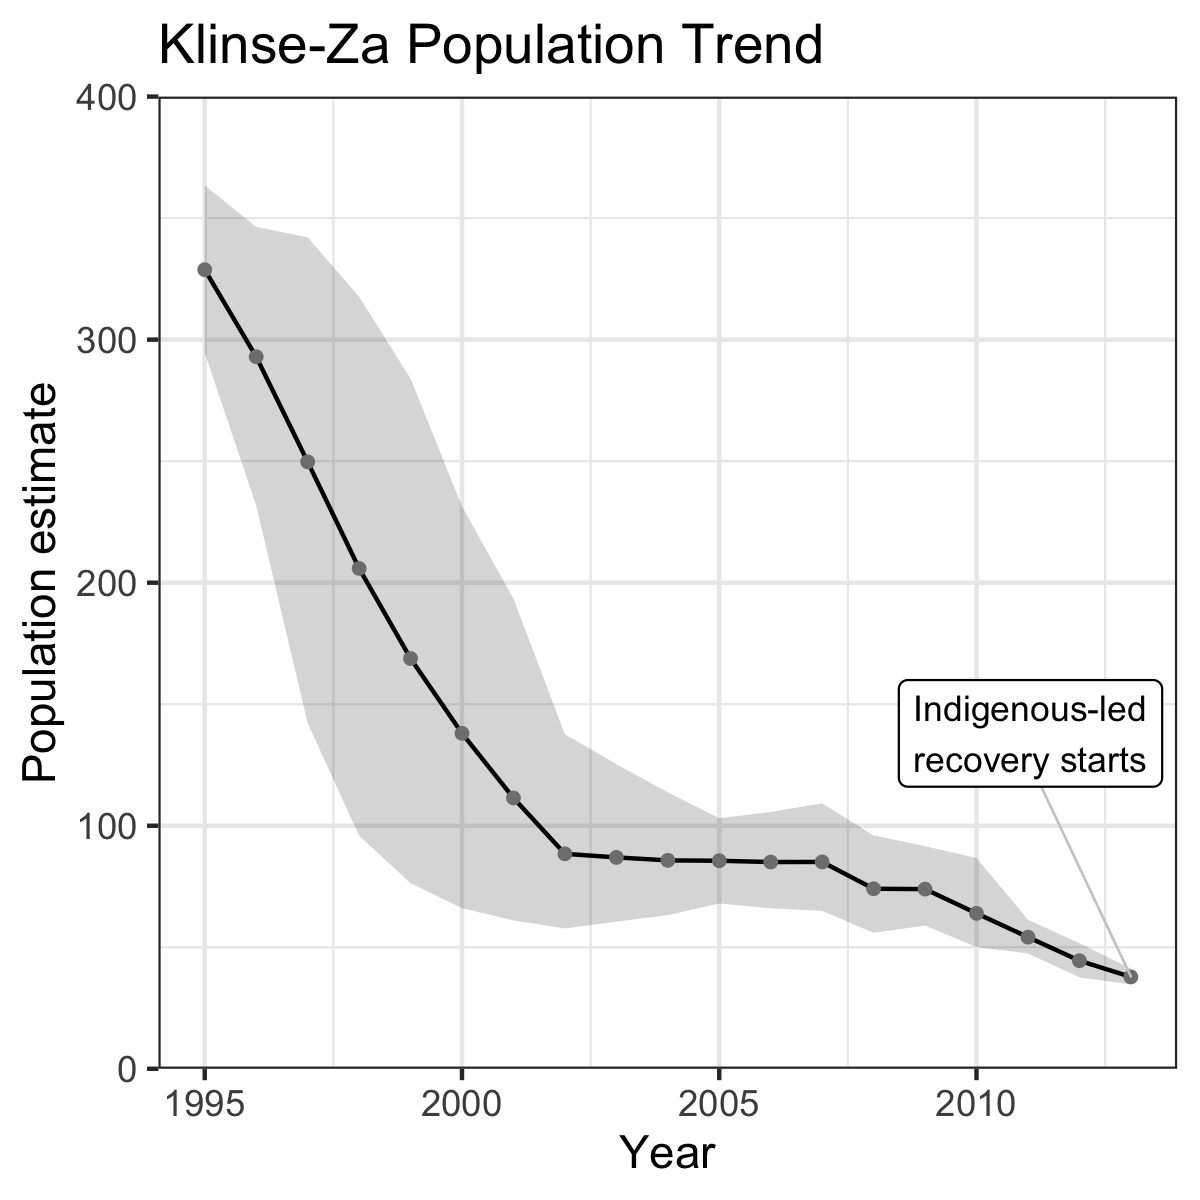 Klinse-Za Population Trend
400
300
200
100
0
Population estimate
Indigenous-led
recovery starts
1995 2000 2005 2010
Year